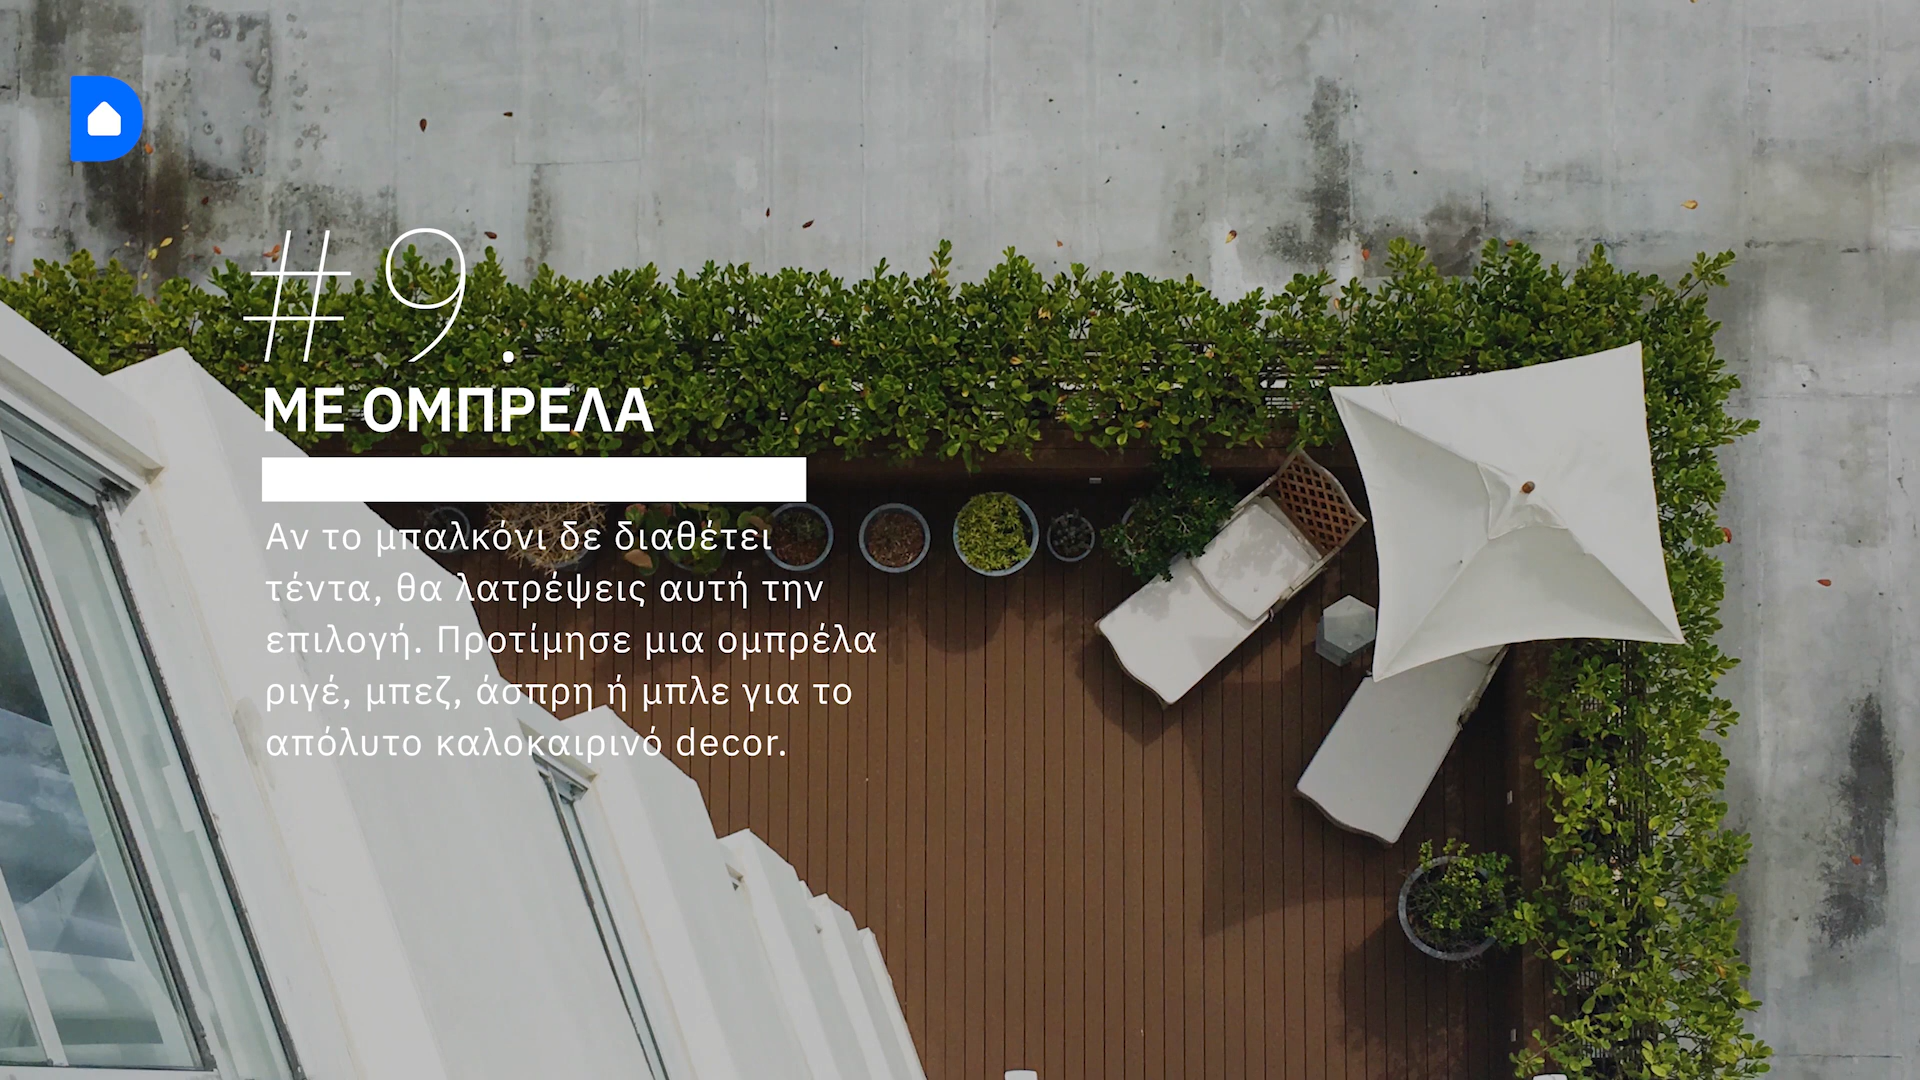 #9.
ΜΕ ΟΜΠΡΕΛΑ
Αν το μπαλκόνι δε διαθέτει
τέντα, θα λατρέψεις αυτή την
επιλογή. Προτίμησε μια ομπρέλα
ριγέ, μπεζ, άσπρη ή μπλε για το
απόλυτο καλοκαιρινό decor.